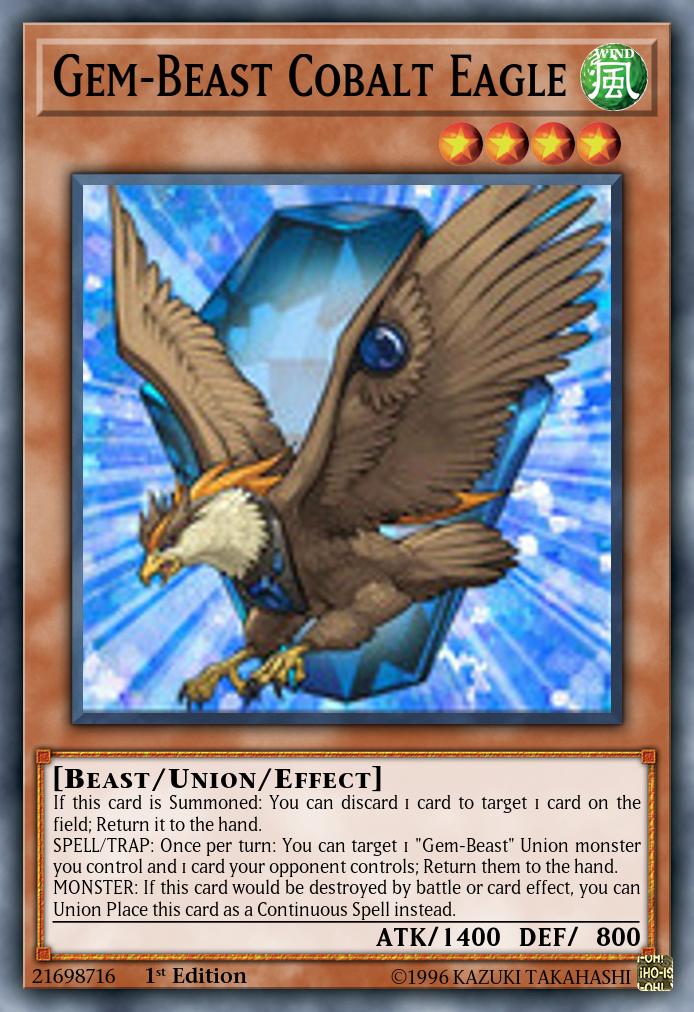 Gem-Beast Cobalt Eagle
WIND
風
[Beast/Union/Effect]
If this card is Summoned: You can discard 1 card to target 1 card on the
field; Return it to the hand.
SPELL/TRAP: Once per turn: You can target 1 "Gem-Beast" Union monster
you control and 1 card your opponent controls; Return them to the hand.
MONSTER: If this card would be destroyed by battle or card effect, you can
Union Place this card as a Continuous Spell instead.
ATK/1400 DEF/ 800
21698716 1st Edition ©1996 KAZUKI TAKAHASHI